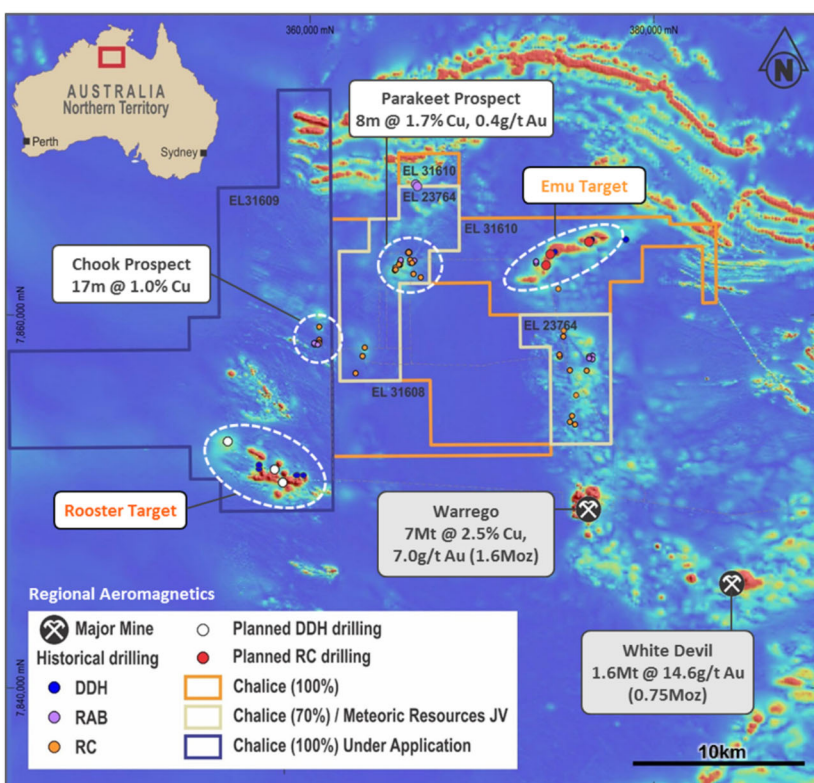 360,000 mN
380,000 mN
N
AUSTRALIA
Northern Territory
Perth
Sydney
Parakeet Prospect
8m @ 1.7% Cu, 0.4g/t Au
EL 31610
EL 23764
Emu Target
EL31609
EL 31610
Chook Prospect
17m @ 1.0% Cu
7,860,000 mN
EL 23764
EL 31608
Rooster Target
Warrego
7Mt @ 2.5% Cu,
7.0g/t Au (1.6Moz)
White Devil
1.6Mt @ 14.6g/t Au
(0.75Moz)
7,840,000 mN
Regional Aeromagnetics
Major Mine
Planned DDH drilling
Historical drilling
Planned RC drilling
DDH
Chalice (100%)
RAB
Chalice (70%) / Meteoric Resources JV
RC
Chalice (100%) Under Application
10km